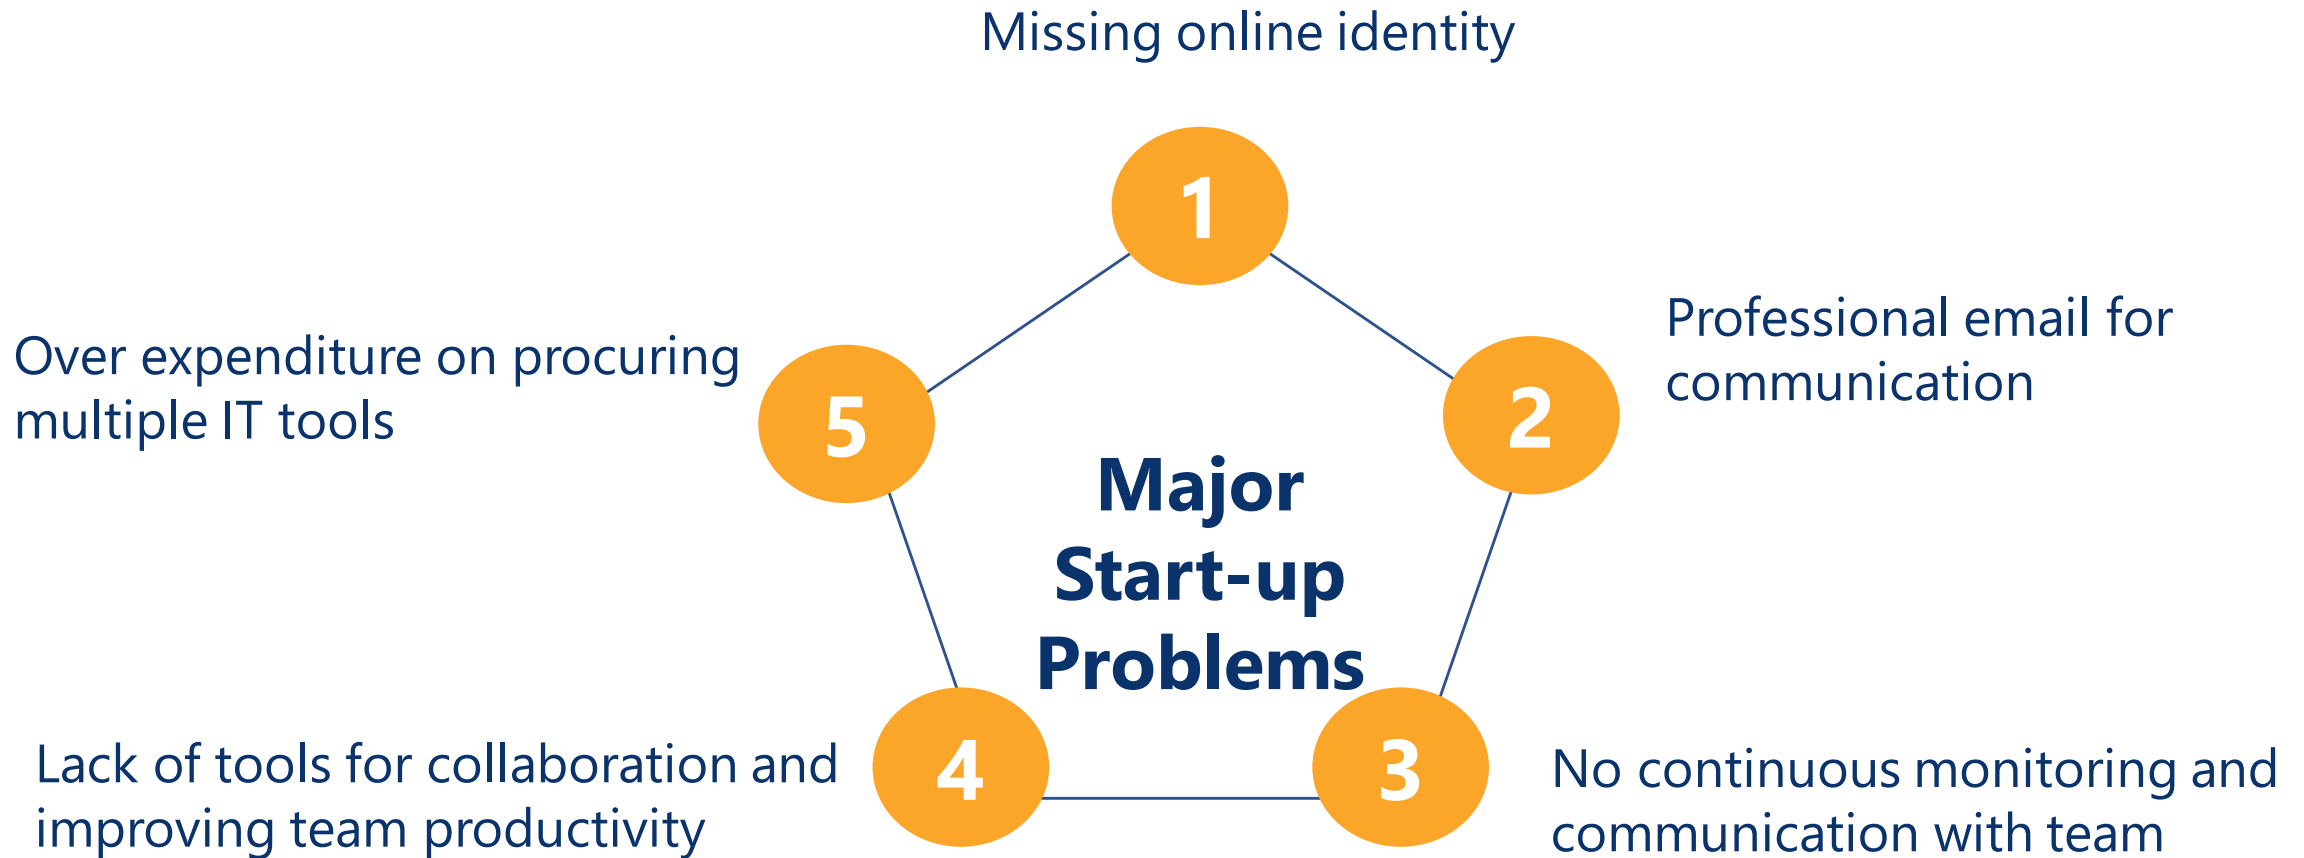 Missing online identity
1
Professional email for
communication
2
Over expenditure on procuring
multiple IT tools
5
Major
Start-up
Problems
Lack of tools for collaboration and
improving team productivity
4
3
No continuous monitoring and
communication with team